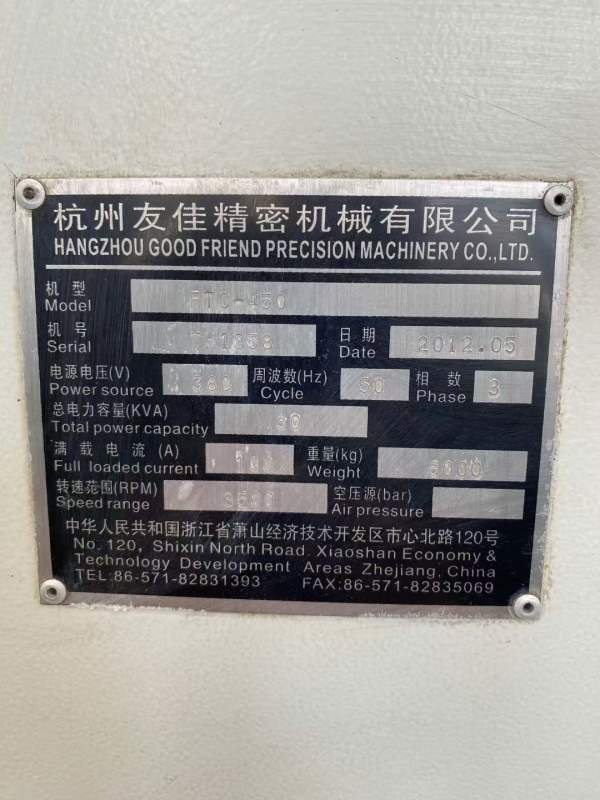 杭州友佳精密机械有限公司
HANGZHOU GOOD FRIEND PRECISION MACHINERY CO.,LTD.
机型 FTC-450
Model
机号
Serial
日期 2012.05
Date
电源电压(V) 380
Power source
周波数(Hz) 50
Cycle
相数 3
Phase
总电力容量(KVA) 30
Total power capacity
满载电流(A)
Full loaded current
重量(kg)
Weight
转速范围(RPM)
Speed range
空压源(bar)
Air pressure
中华人民共和国浙江省萧山经济技术开发区市心北路120号
No. 120, Shixin North Road. Xiaoshan Economy &
Technology Development Areas Zhejiang, China
TEL:86-571-82831393 FAX:86-571-82835069